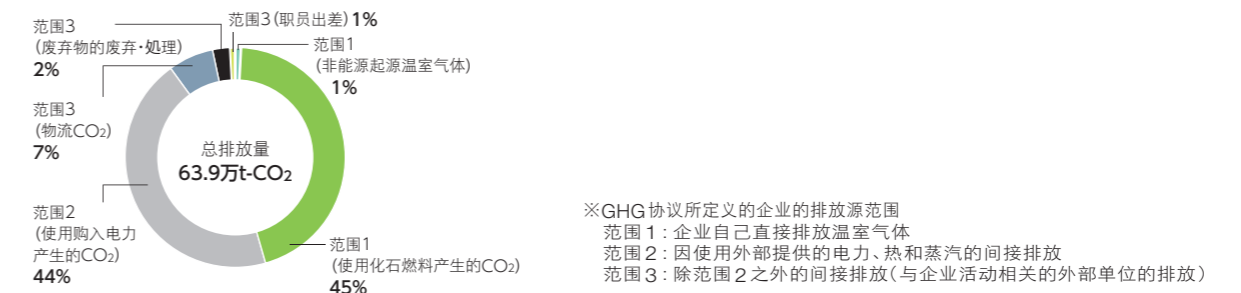 范围3（职员出差）1%
范围1
（非能源起源温室气体）
1%
范围3
（废弃物的废弃·処理）
2%
范围3
（物流CO₂）
7%
总排放量
63.9万t-CO₂
范围2
（使用购入电力
产生的CO₂）
44%
范围1
（使用化石燃料产生的CO₂）
45%
※GHG协议所定义的企业的排放源范围
范围1：企业自己直接排放温室气体
范围2：因使用外部提供的电力、热和蒸汽的间接排放
范围3：除范围2之外的间接排放（与企业活动相关的外部单位的排放）